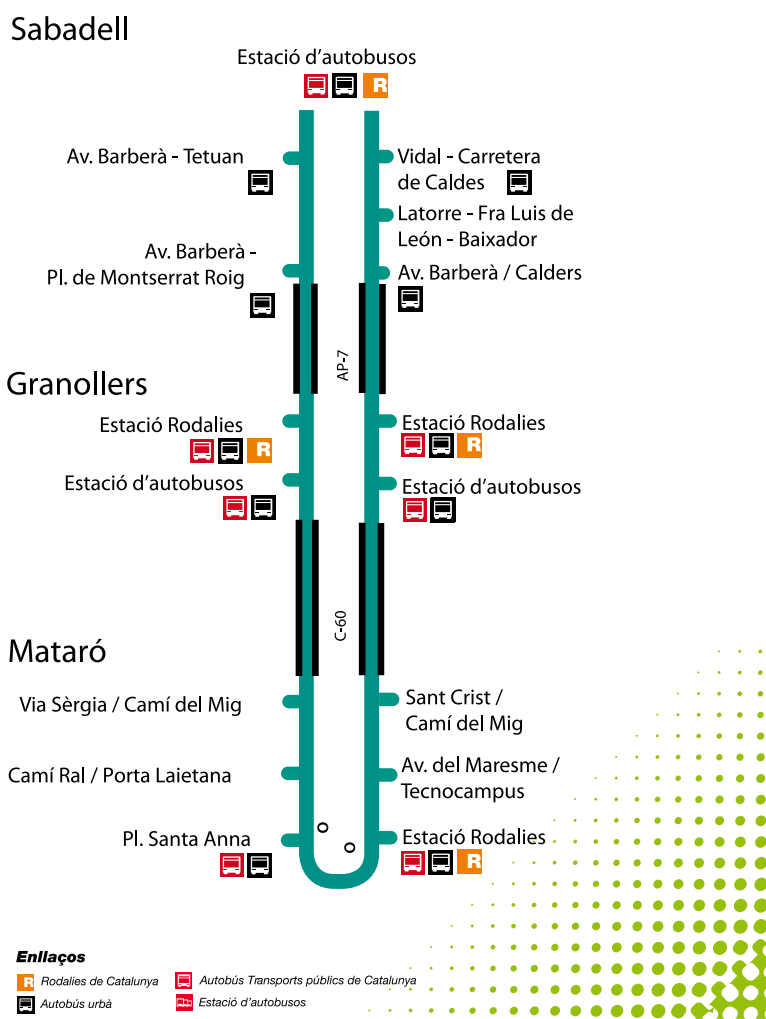 Sabadell
Estació d'autobusos
R
Av. Barberà - Tetuan
Vidal - Carretera
de Caldes
Latorre - Fra Luis de
León - Baixador
Av. Barberà -
Pl. de Montserrat Roig
Av. Barberà / Calders
AP-7
Granollers
Estació Rodalies
R
Estació Rodalies
R
Estació d'autobusos
Estació d'autobusos
C-60
Mataró
Via Sèrgia / Camí del Mig
Sant Crist /
Camí del Mig
Camí Ral / Porta Laietana
Av. del Maresme /
Tecnocampus
Pl. Santa Anna
Estació Rodalies
R
Enllaços
R Rodalies de Catalunya
Autobús Transports públics de Catalunya
Autobús urbà
Estació d'autobusos